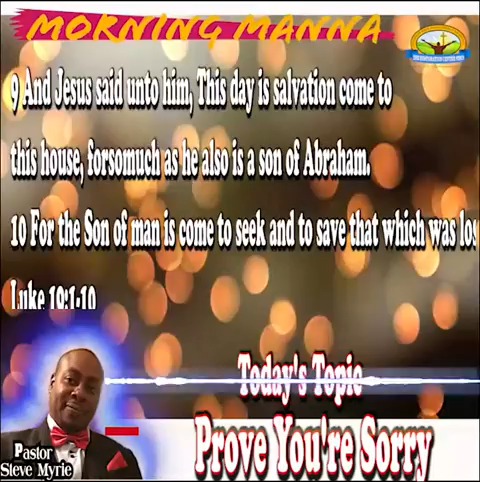 MORNING MANNA
9 And Jesus said unto him, This day is salvation come to
this house, forsomuch as he also is a son of Abraham.
10 For the Son of man is come to seek and to save that which was los
Luke 19:1-10
Today's Topic
Prove You're Sorry
Pastor
Steve Myrie